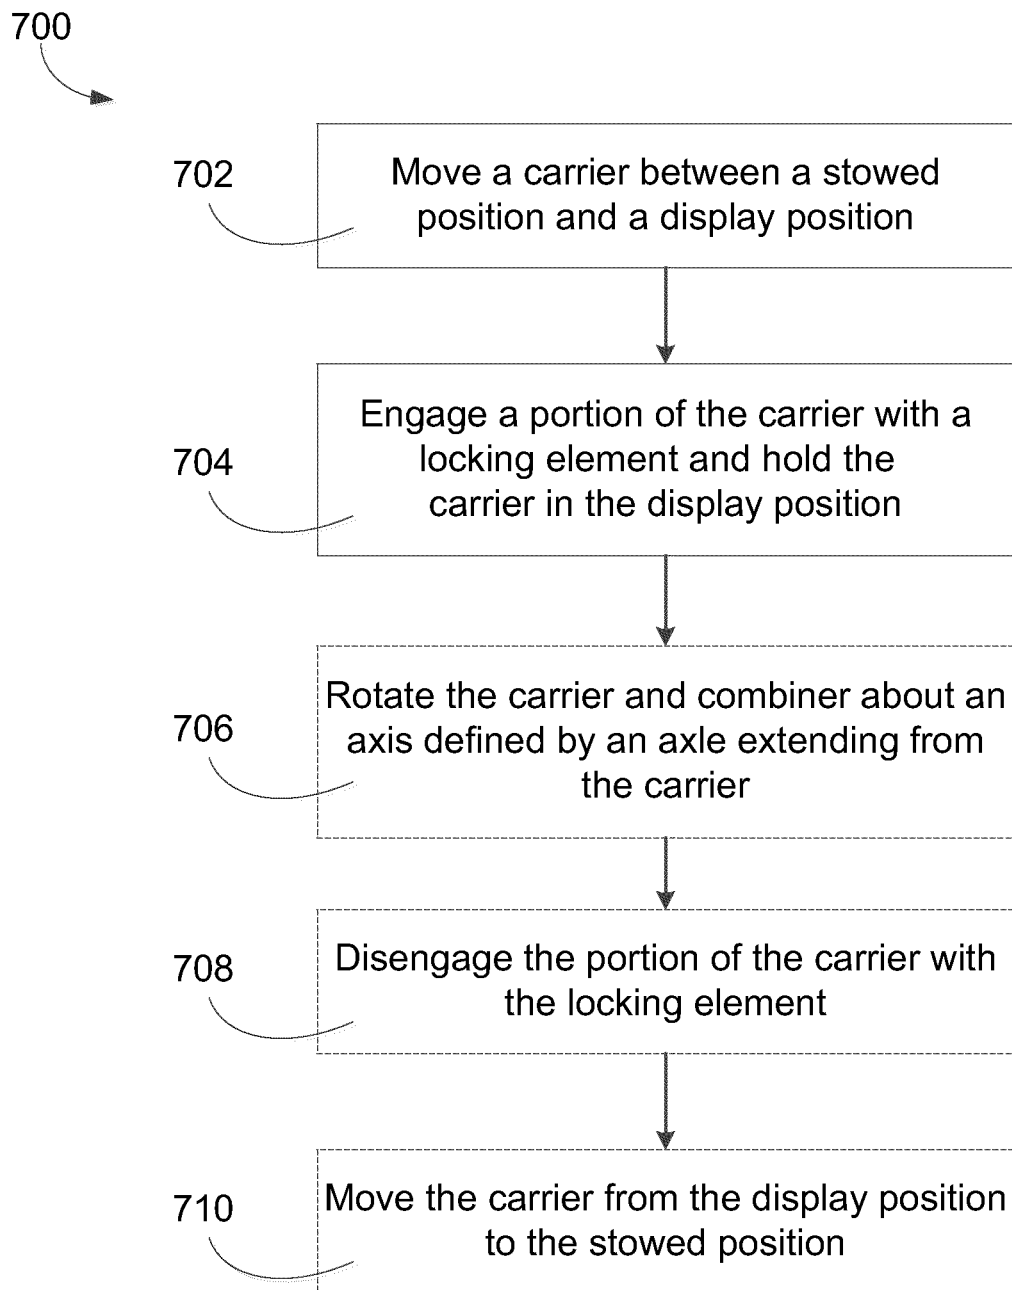 700
702
Move a carrier between a stowed
position and a display position
704
Engage a portion of the carrier with a
locking element and hold the
carrier in the display position
706
Rotate the carrier and combiner about an
axis defined by an axle extending from
the carrier
708
Disengage the portion of the carrier with
the locking element
710
Move the carrier from the display position
to the stowed position